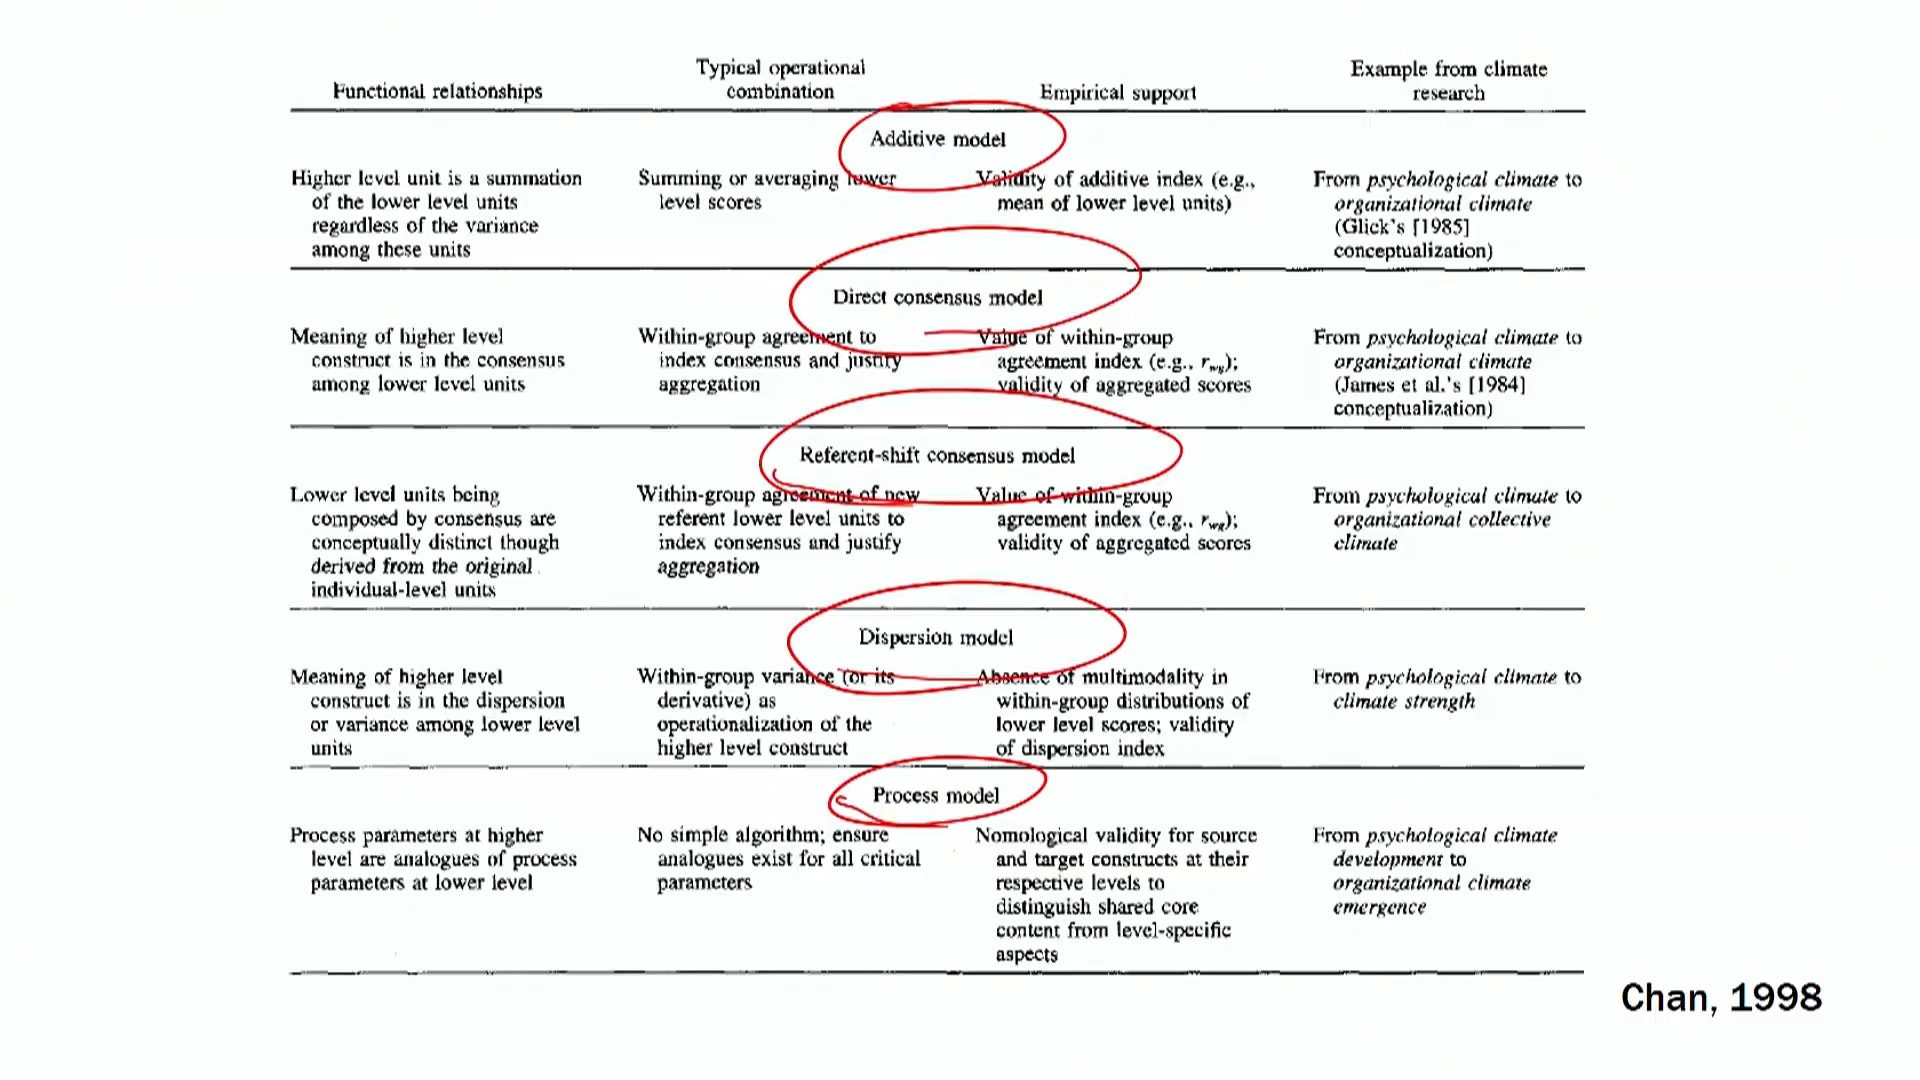 Functional relationships
Typical operational
combination
Empirical support
Example from climate
research
Additive model
Higher level unit is a summation
of the lower level units
regardless of the variance
among these units
Summing or averaging lower
level scores
Validity of additive index (e.g.,
mean of lower level units)
From psychological climate to
organizational climate
(Glick's [1985]
conceptualization)
Direct consensus model
Meaning of higher level
construct is in the consensus
among lower level units
Within-group agreement to
index consensus and justify
aggregation
Value of within-group
agreement index (e.g., rwg);
validity of aggregated scores
From psychological climate to
organizational climate
(James et al.'s [1984]
conceptualization)
Referent-shift consensus model
Lower level units being
composed by consensus are
conceptually distinct though
derived from the original
individual-level units
Within-group agreement of new
referent lower level units to
index consensus and justify
aggregation
Value of within-group
agreement index (e.g., rwg);
validity of aggregated scores
From psychological climate to
organizational collective
climate
Dispersion model
Meaning of higher level
construct is in the dispersion
or variance among lower level
units
Within-group variance (or its
derivative) as
operationalization of the
higher level construct
Absence of multimodality in
within-group distributions of
lower level scores; validity
of dispersion index
From psychological climate to
climate strength
Process model
Process parameters at higher
level are analogues of process
parameters at lower level
No simple algorithm; ensure
analogues exist for all critical
parameters
Nomological validity for source
and target constructs at their
respective levels to
distinguish shared core
content from level-specific
aspects
From psychological climate
development to
organizational climate
emergence
Chan, 1998